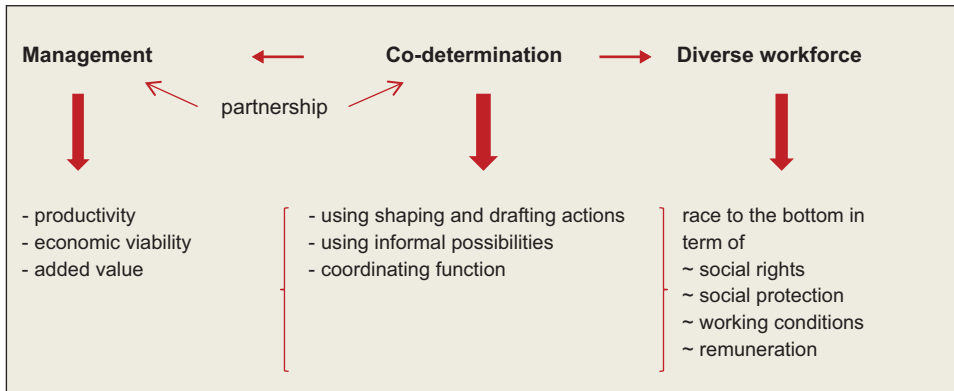 Management
Co-determination
Diverse workforce
partnership
- productivity
- economic viability
- added value
- using shaping and drafting actions
- using informal possibilities
- coordinating function
race to the bottom in
term of
~ social rights
~ social protection
~ working conditions
~ remuneration